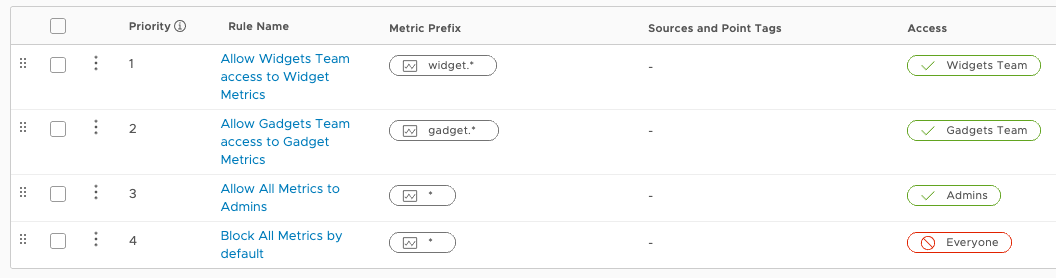 Priority Rule Name Metric Prefix Sources and Point Tags Access
1 Allow Widgets Team widget.* - Widgets Team
access to Widget
Metrics
2 Allow Gadgets Team gadget.* - Gadgets Team
access to Gadget
Metrics
3 Allow All Metrics to * - Admins
Admins
4 Block All Metrics by * - Everyone
default